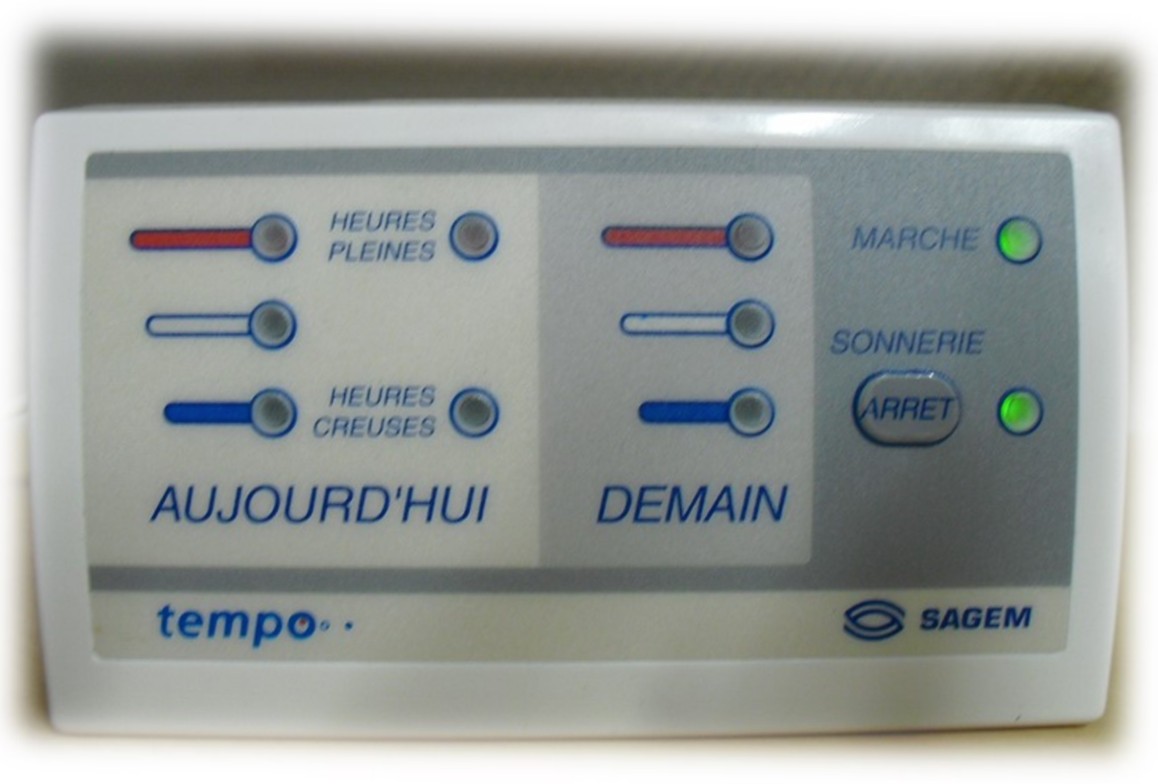 HEURES
PLEINES
HEURES
CREUSES
AUJOURD'HUI
DEMAIN
MARCHE
SONNERIE
ARRET
tempo
SAGEM